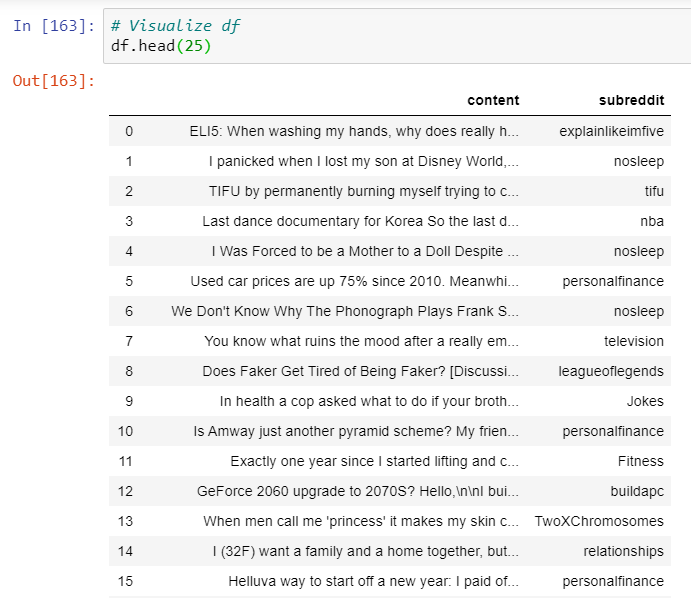 In [163]: # Visualize df
df.head(25)
Out[163]:
content subreddit
0 ELI5: When washing my hands, why does really h... explainlikeimfive
1 I panicked when I lost my son at Disney World,... nosleep
2 TIFU by permanently burning myself trying to c... tifu
3 Last dance documentary for Korea So the last d... nba
4 I Was Forced to be a Mother to a Doll Despite ... nosleep
5 Used car prices are up 75% since 2010. Meanwhi... personalfinance
6 We Don't Know Why The Phonograph Plays Frank S... nosleep
7 You know what ruins the mood after a really em... television
8 Does Faker Get Tired of Being Faker? [Discussi... leagueoflegends
9 In health a cop asked what to do if your broth... Jokes
10 Is Amway just another pyramid scheme? My frien... personalfinance
11 Exactly one year since I started lifting and c... Fitness
12 GeForce 2060 upgrade to 2070S? Hello,\n\nI bui... buildapc
13 When men call me 'princess' it makes my skin c... TwoXChromosomes
14 I (32F) want a family and a home together, but... relationships
15 Helluva way to start off a new year: I paid of... personalfinance